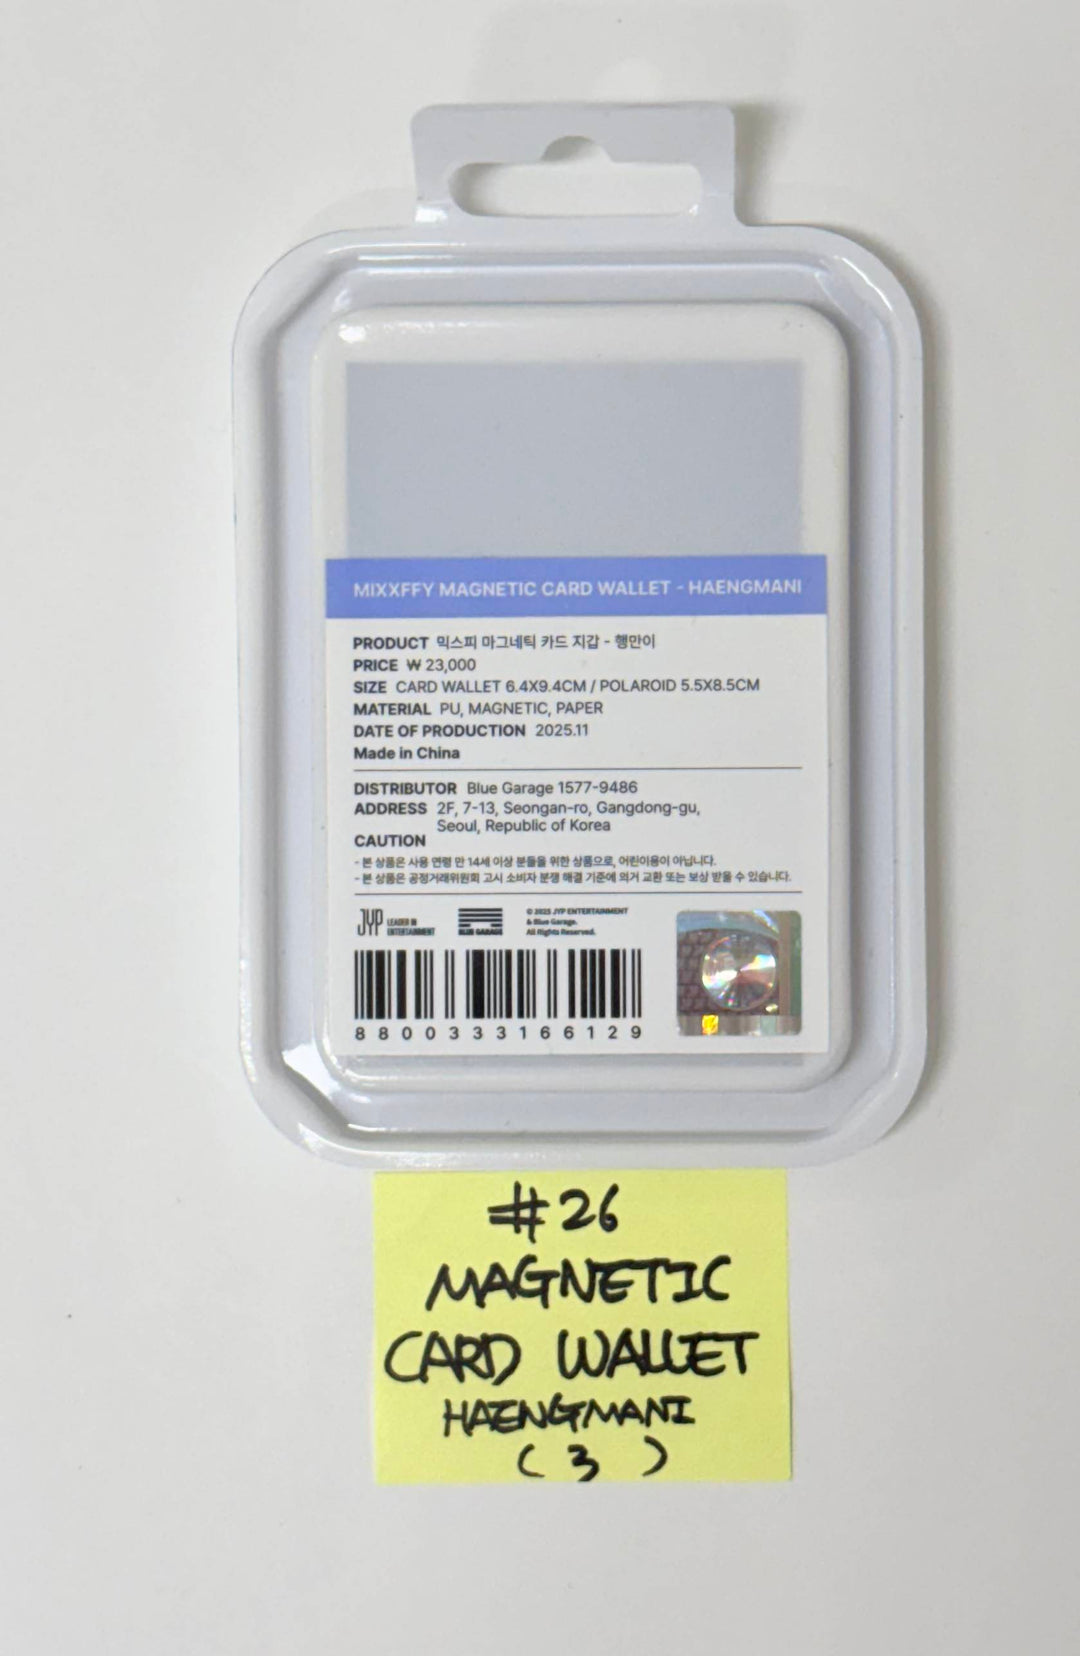 MIXXFFY MAGNETIC CARD WALLET - HAENGMANI
PRODUCT 믹스피 마그네틱 카드 지갑 - 행만이
PRICE ₩ 23,000
SIZE CARD WALLET 6.4X9.4CM / POLAROID 5.5X8.5CM
MATERIAL PU, MAGNETIC, PAPER
DATE OF PRODUCTION 2025.11
Made in China
DISTRIBUTOR Blue Garage 1577-9486
ADDRESS 2F, 7-13, Seongan-ro, Gangdong-gu,
Seoul, Republic of Korea
CAUTION
- 본 상품은 사용 연령 만 14세 이상 분들을 위한 상품으로, 어린이용이 아닙니다.
- 본 상품은 공정거래위원회 고시 소비자 분쟁 해결 기준에 의거 교환 또는 보상 받을 수 있습니다.
JYP LEADER IN
ENTERTAINMENT
BLUE GARAGE
© 2025 JYP ENTERTAINMENT
& Blue Garage.
All Rights Reserved.
8800333166129
#26
MAGNETIC
CARD WALLET
HAENGMANI
( 3 )